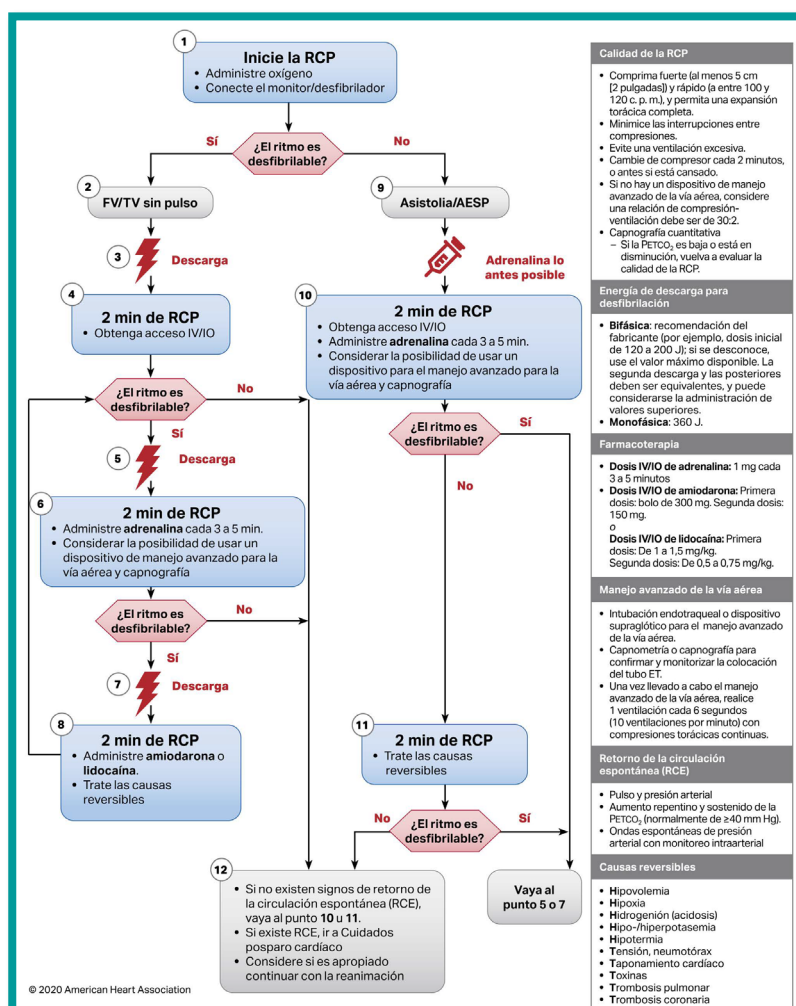 1
Inicie la RCP
• Administre oxígeno
• Conecte el monitor/desfibrilador
¿El ritmo es
desfibrilable?
Sí
No
2
FV/TV sin pulso
3
Descarga
4
2 min de RCP
• Obtenga acceso IV/IO
¿El ritmo es
desfibrilable?
No
Sí
5
Descarga
6
2 min de RCP
• Administre adrenalina cada 3 a 5 min.
• Considerar la posibilidad de usar un
dispositivo de manejo avanzado para la
vía aérea y capnografía
¿El ritmo es
desfibrilable?
No
Sí
7
Descarga
8
2 min de RCP
• Administre amiodarona o
lidocaína.
• Trate las causas
reversibles
9
Asistolia/AESP
Adrenalina lo
antes posible
10
2 min de RCP
• Obtenga acceso IV/IO
• Administre adrenalina cada 3 a 5 min.
• Considerar la posibilidad de usar un
dispositivo para el manejo avanzado para
la vía aérea y capnografía
¿El ritmo es
desfibrilable?
Sí
No
11
2 min de RCP
• Trate las causas
reversibles
¿El ritmo es
desfibrilable?
No
Sí
12
• Si no existen signos de retorno de
la circulación espontánea (RCE),
vaya al punto 10 u 11.
• Si existe RCE, ir a Cuidados
posparo cardíaco
• Considere si es apropiado
continuar con la reanimación
Vaya al
punto 5 o 7
© 2020 American Heart Association
Calidad de la RCP
• Comprima fuerte (al menos 5 cm
[2 pulgadas]) y rápido (a entre 100 y
120 c. p. m.), y permita una expansión
torácica completa.
• Minimice las interrupciones entre
compresiones.
• Evite una ventilación excesiva.
• Cambie de compresor cada 2 minutos,
o antes si está cansado.
• Si no hay un dispositivo de manejo
avanzado de la vía aérea, considere
una relación de compresión-
ventilación debe ser de 30:2.
• Capnografía cuantitativa
– Si la PETCO₂ es baja o está en
disminución, vuelva a evaluar la
calidad de la RCP.
Energía de descarga para
desfibrilación
• Bifásica: recomendación del
fabricante (por ejemplo, dosis inicial
de 120 a 200 J); si se desconoce,
use el valor máximo disponible. La
segunda descarga y las posteriores
deben ser equivalentes, y puede
considerarse la administración de
valores superiores.
• Monofásica: 360 J.
Farmacoterapia
• Dosis IV/IO de adrenalina: 1 mg cada
3 a 5 minutos
• Dosis IV/IO de amiodarona: Primera
dosis: bolo de 300 mg. Segunda dosis:
150 mg.
o
Dosis IV/IO de lidocaína: Primera
dosis: De 1 a 1,5 mg/kg.
Segunda dosis: De 0,5 a 0,75 mg/kg.
Manejo avanzado de la vía aérea
• Intubación endotraqueal o dispositivo
supraglótico para el manejo avanzado
de la vía aérea.
• Capnometría o capnografía para
confirmar y monitorizar la colocación
del tubo ET.
• Una vez llevado a cabo el manejo
avanzado de la vía aérea, realice
1 ventilación cada 6 segundos
(10 ventilaciones por minuto) con
compresiones torácicas continuas.
Retorno de la circulación
espontánea (RCE)
• Pulso y presión arterial
• Aumento repentino y sostenido de la
PETCO₂ (normalmente de ≥40 mm Hg).
• Ondas espontáneas de presión
arterial con monitoreo intraarterial
Causas reversibles
• Hipovolemia
• Hipoxia
• Hidrogenión (acidosis)
• Hipo-/hiperpotasemia
• Hipotermia
• Tensión, neumotórax
• Taponamiento cardíaco
• Toxinas
• Trombosis pulmonar
• Trombosis coronaria